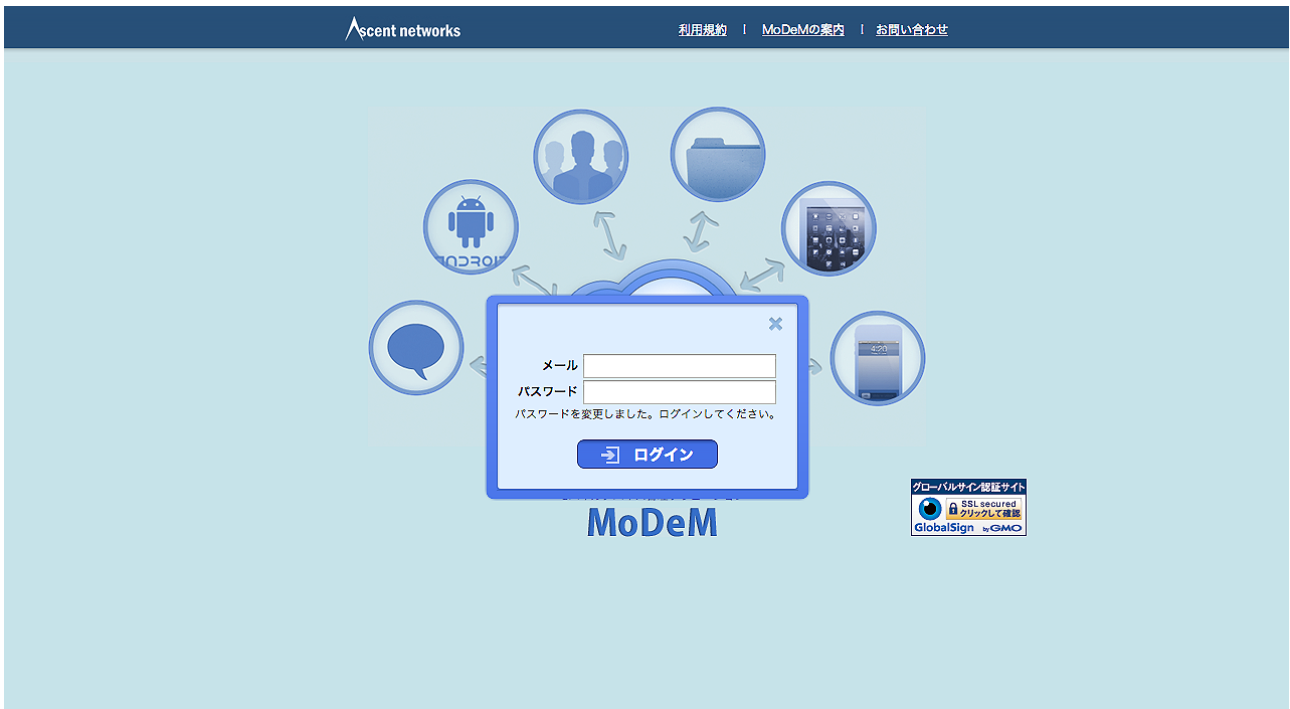 Ascent networks
利用規約 | MoDeMの案内 | お問い合わせ
ANDROID
4:20
メール
パスワード
パスワードを変更しました。ログインしてください。
ログイン
MoDeM
グローバルサイン認証サイト
SSL secured
クリックして確認
GlobalSign by GMO